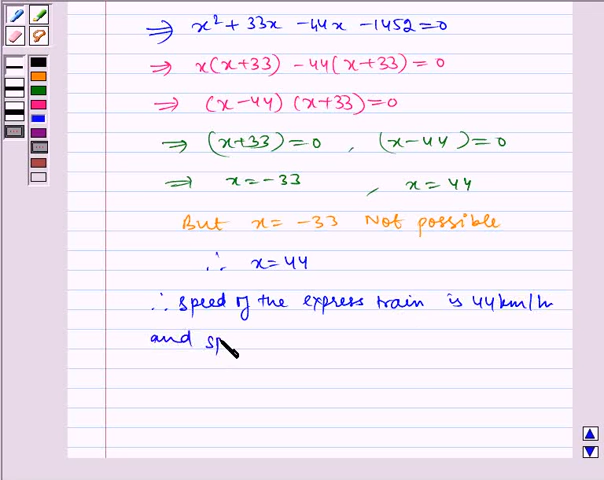 ⇒ x² + 33x - 44x - 1452 = 0
⇒ x(x+33) - 44(x+33) = 0
⇒ (x-44) (x+33) = 0
⇒ (x+33) = 0 , (x-44) = 0
⇒ x = -33 , x = 44
But x = -33 Not possible
∴ x = 44
∴ speed of the express train is 44 km/h
and sp